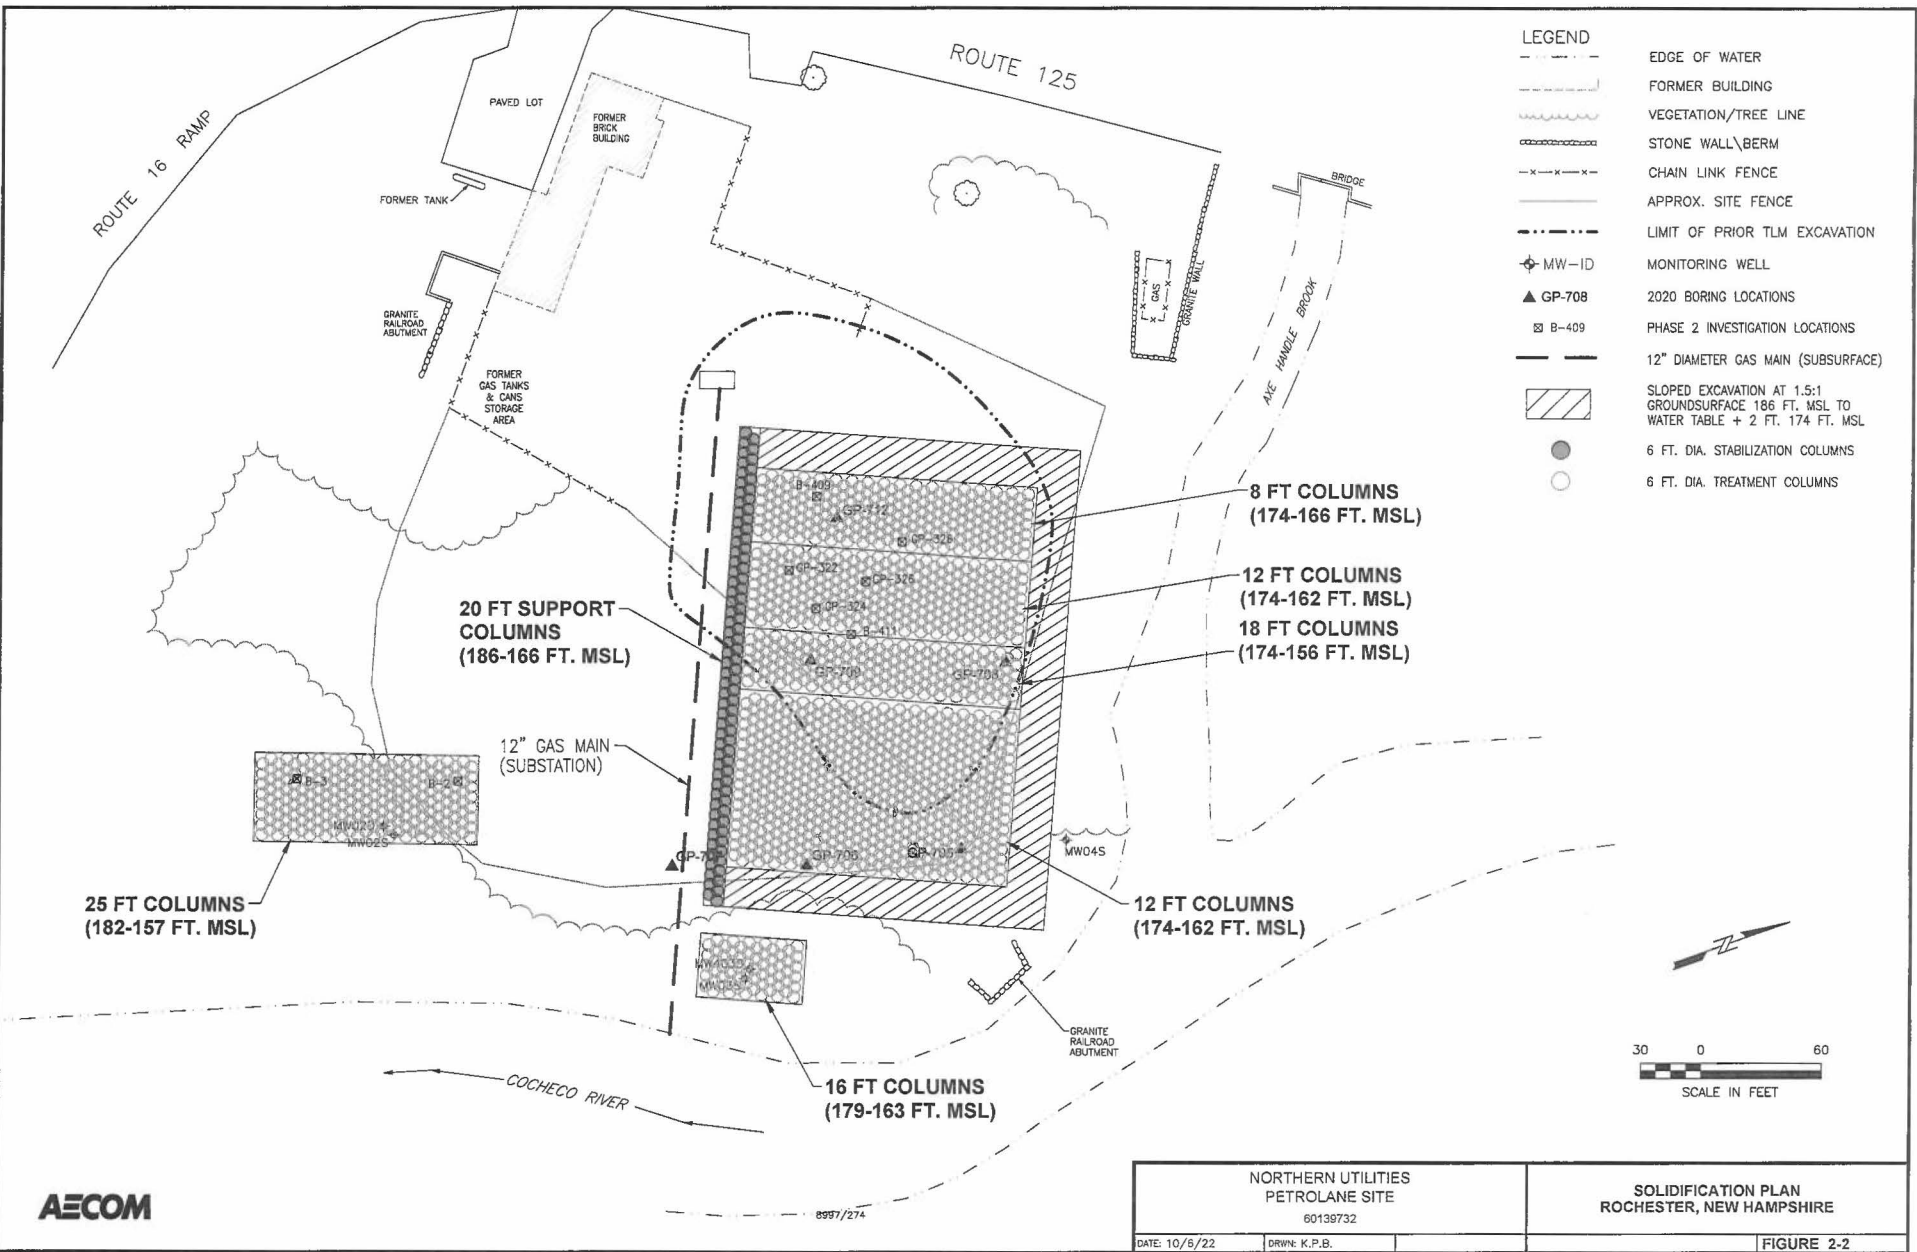 ROUTE 16 RAMP
PAVED LOT
FORMER
BRICK
BUILDING
FORMER TANK
GRANITE
RAILROAD
ABUTMENT
FORMER
GAS TANKS
& CANS
STORAGE
AREA
ROUTE 125
BRIDGE
GAS
GRANITE WALL
AXE HANDLE BROOK
LEGEND
EDGE OF WATER
FORMER BUILDING
VEGETATION/TREE LINE
STONE WALL\BERM
CHAIN LINK FENCE
APPROX. SITE FENCE
LIMIT OF PRIOR TLM EXCAVATION
MW-ID MONITORING WELL
GP-708 2020 BORING LOCATIONS
B-409 PHASE 2 INVESTIGATION LOCATIONS
12" DIAMETER GAS MAIN (SUBSURFACE)
SLOPED EXCAVATION AT 1.5:1
GROUNDSURFACE 186 FT. MSL TO
WATER TABLE + 2 FT. 174 FT. MSL
6 FT. DIA. STABILIZATION COLUMNS
6 FT. DIA. TREATMENT COLUMNS
B-409
GP-712
GP-328
GP-322
GP-326
GP-324
B-411
GP-709
GP-708
8 FT COLUMNS
(174-166 FT. MSL)
12 FT COLUMNS
(174-162 FT. MSL)
18 FT COLUMNS
(174-156 FT. MSL)
20 FT SUPPORT
COLUMNS
(186-166 FT. MSL)
12" GAS MAIN
(SUBSTATION)
B-3
B-2
MW02S
GP-706
GP-705
MW04S
25 FT COLUMNS
(182-157 FT. MSL)
12 FT COLUMNS
(174-162 FT. MSL)
GRANITE
RAILROAD
ABUTMENT
16 FT COLUMNS
(179-163 FT. MSL)
COCHECO RIVER
30 0 60
SCALE IN FEET
AECOM
8997/274
NORTHERN UTILITIES
PETROLANE SITE
60139732
SOLIDIFICATION PLAN
ROCHESTER, NEW HAMPSHIRE
DATE: 10/6/22
DRWN: K.P.B.
FIGURE 2-2